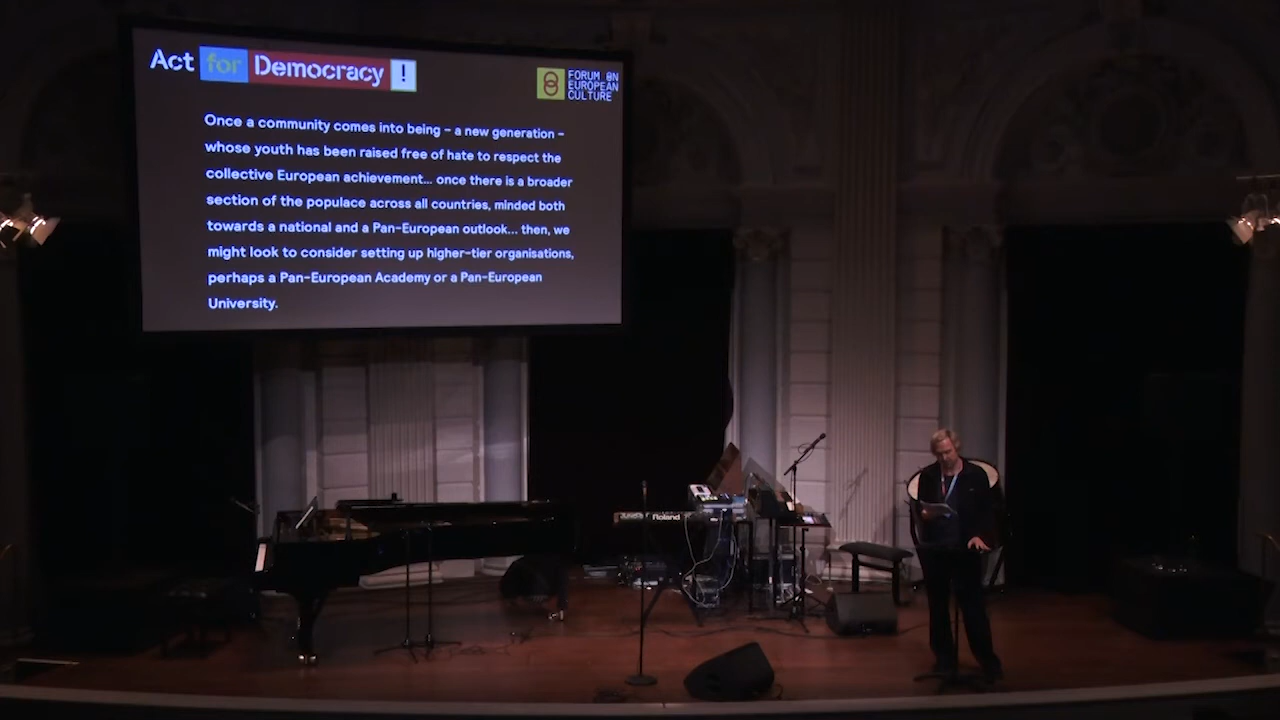 Act for Democracy!
FORUM ON
EUROPEAN
CULTURE
Once a community comes into being – a new generation –
whose youth has been raised free of hate to respect the
collective European achievement... once there is a broader
section of the populace across all countries, minded both
towards a national and a Pan-European outlook... then, we
might look to consider setting up higher-tier organisations,
perhaps a Pan-European Academy or a Pan-European
University.
Roland